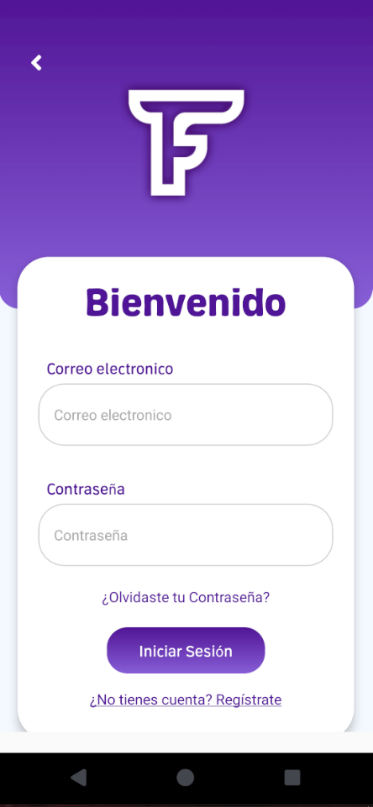 Bienvenido
Correo electronico
Correo electronico
Contraseña
Contraseña
¿Olvidaste tu Contraseña?
Iniciar Sesión
¿No tienes cuenta? Regístrate